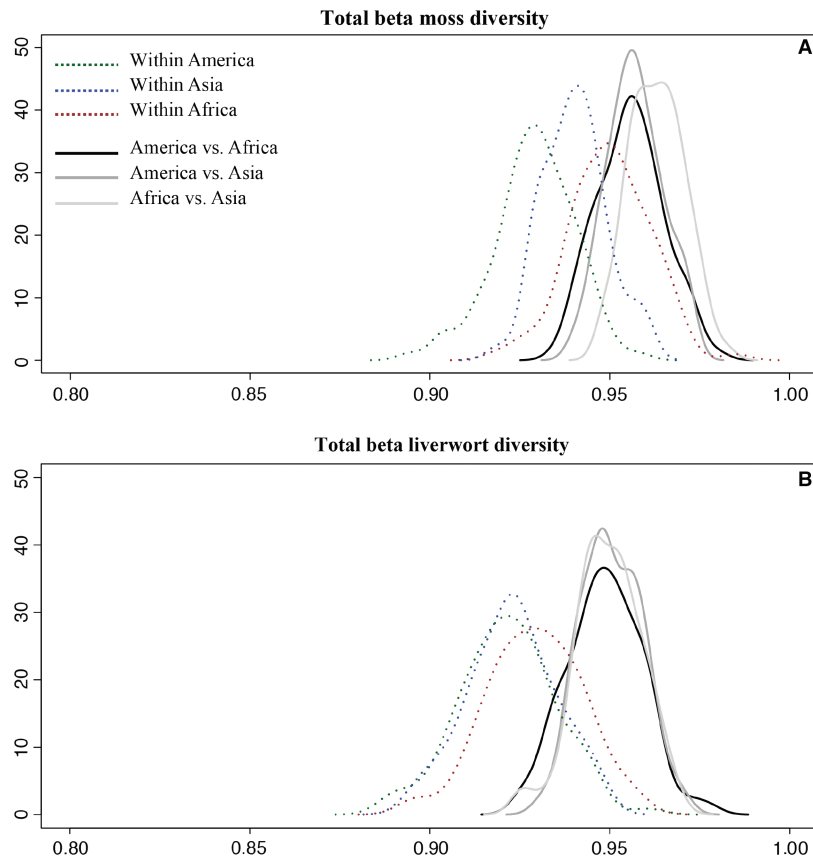 Total beta moss diversity
A
Within America
Within Asia
Within Africa
America vs. Africa
America vs. Asia
Africa vs. Asia
50
40
30
20
10
0
0.80 0.85 0.90 0.95 1.00
Total beta liverwort diversity
B
50
40
30
20
10
0
0.80 0.85 0.90 0.95 1.00